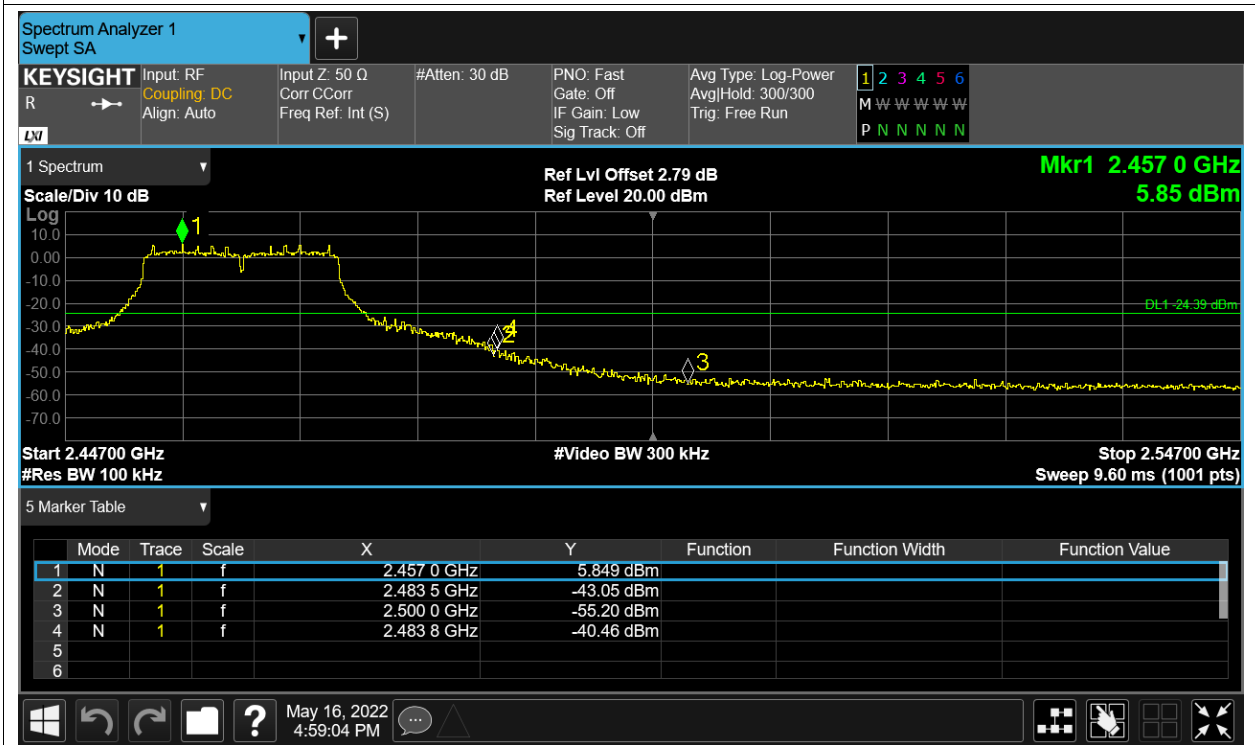 Spectrum Analyzer 1
Swept SA
+
KEYSIGHT
R
LXI
Input: RF
Coupling: DC
Align: Auto
Input Z: 50 Ω
Corr CCorr
Freq Ref: Int (S)
#Atten: 30 dB
PNO: Fast
Gate: Off
IF Gain: Low
Sig Track: Off
Avg Type: Log-Power
Avg|Hold: 300/300
Trig: Free Run
1 2 3 4 5 6
M W W W W W
P N N N N N
1 Spectrum
Scale/Div 10 dB
Ref Lvl Offset 2.79 dB
Ref Level 20.00 dBm
Mkr1 2.457 0 GHz
5.85 dBm
Log
10.0
0.00
-10.0
-20.0
-30.0
-40.0
-50.0
-60.0
-70.0
1
2
4
3
DL1 -24.39 dBm
Start 2.44700 GHz
#Video BW 300 kHz
Stop 2.54700 GHz
#Res BW 100 kHz
Sweep 9.60 ms (1001 pts)
5 Marker Table
Mode Trace Scale X Y Function Function Width Function Value
1 N 1 f 2.457 0 GHz 5.849 dBm
2 N 1 f 2.483 5 GHz -43.05 dBm
3 N 1 f 2.500 0 GHz -55.20 dBm
4 N 1 f 2.483 8 GHz -40.46 dBm
5
6
?
May 16, 2022
4:59:04 PM